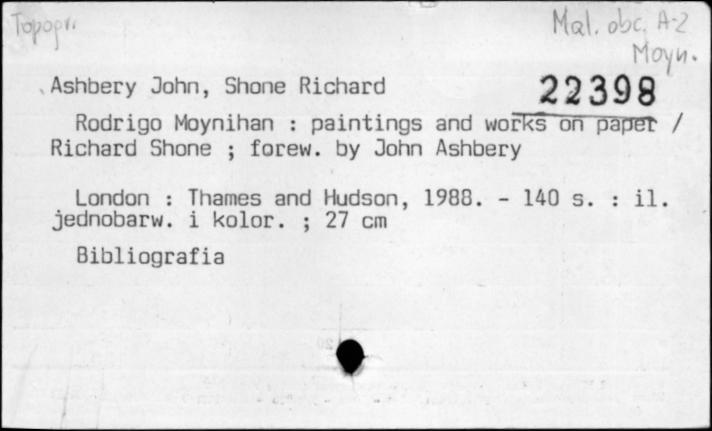 Topogr.
Mal. obc. A-Z
Moyn.
Ashbery John, Shone Richard
22398
Rodrigo Moynihan : paintings and works on paper /
Richard Shone ; forew. by John Ashbery
London : Thames and Hudson, 1988. - 140 s. : il.
jednobarw. i kolor. ; 27 cm
Bibliografia